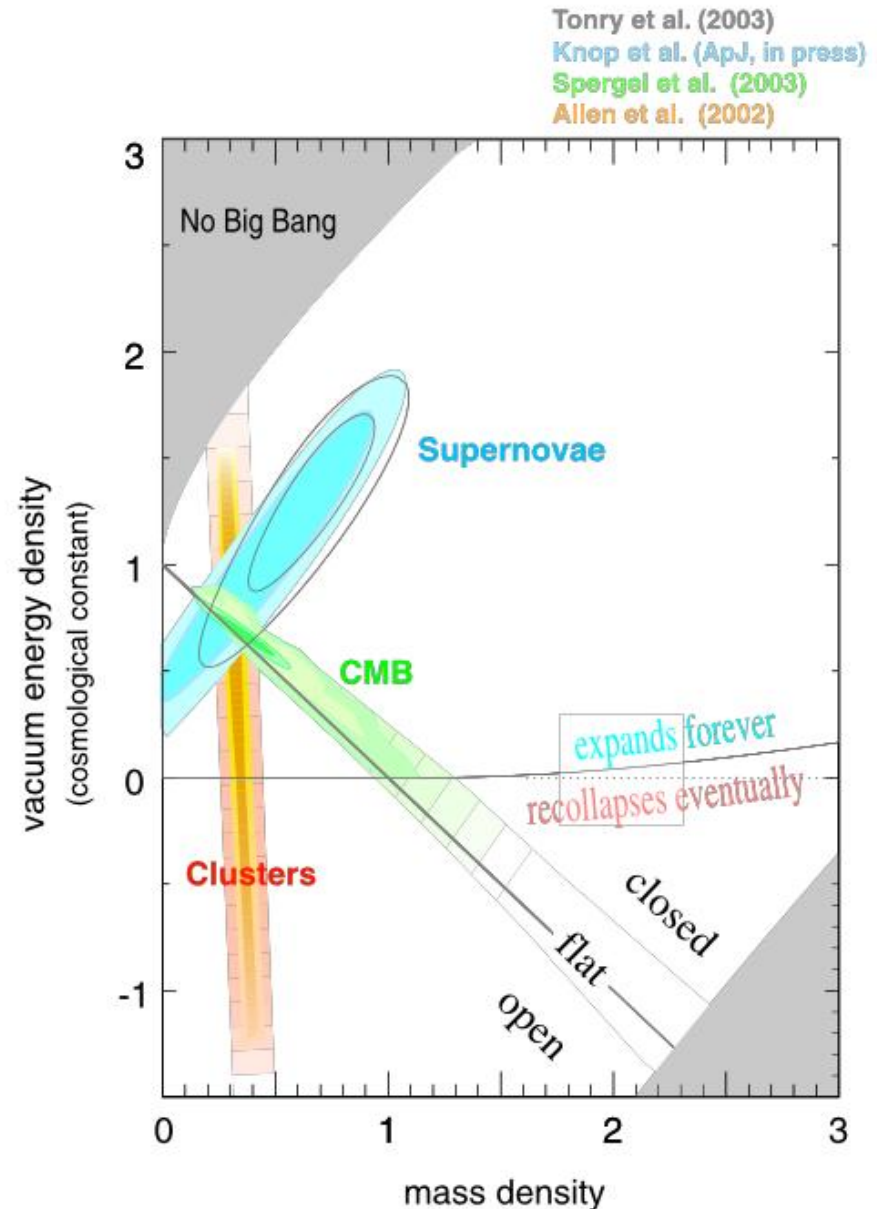 Tonry et al. (2003)
Knop et al. (ApJ, in press)
Spergel et al. (2003)
Allen et al. (2002)
3
No Big Bang
2
Supernovae
1
CMB
vacuum energy density
(cosmological constant)
expands forever
0
recollapses eventually
Clusters
closed
flat
-1
open
0 1 2 3
mass density